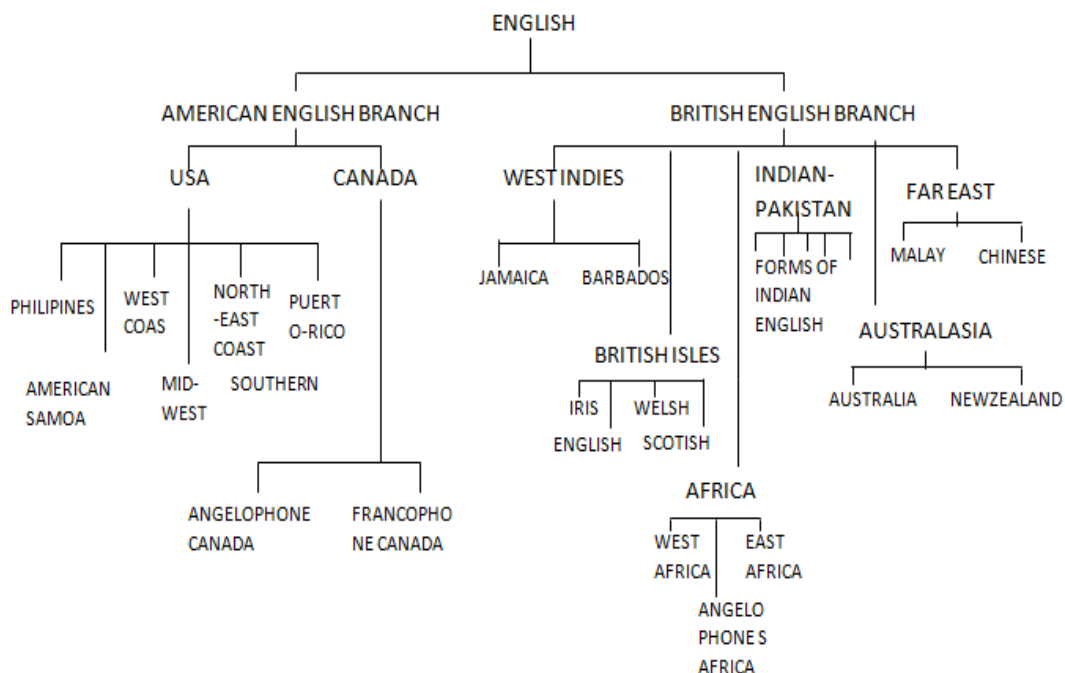 ENGLISH
AMERICAN ENGLISH BRANCH
BRITISH ENGLISH BRANCH
USA
CANADA
WEST INDIES
INDIAN-
PAKISTAN
FAR EAST
PHILIPINES
WEST
COAS
NORTH
-EAST
COAST
PUERT
O-RICO
AMERICAN
SAMOA
MID-
WEST
SOUTHERN
ANGELOPHONE
CANADA
FRANCOPHO
NE CANADA
JAMAICA
BARBADOS
FORMS OF
INDIAN
ENGLISH
MALAY
CHINESE
BRITISH ISLES
IRIS
WELSH
ENGLISH
SCOTISH
AUSTRALASIA
AUSTRALIA
NEWZEALAND
AFRICA
WEST
AFRICA
EAST
AFRICA
ANGELO
PHONE S
AFRICA